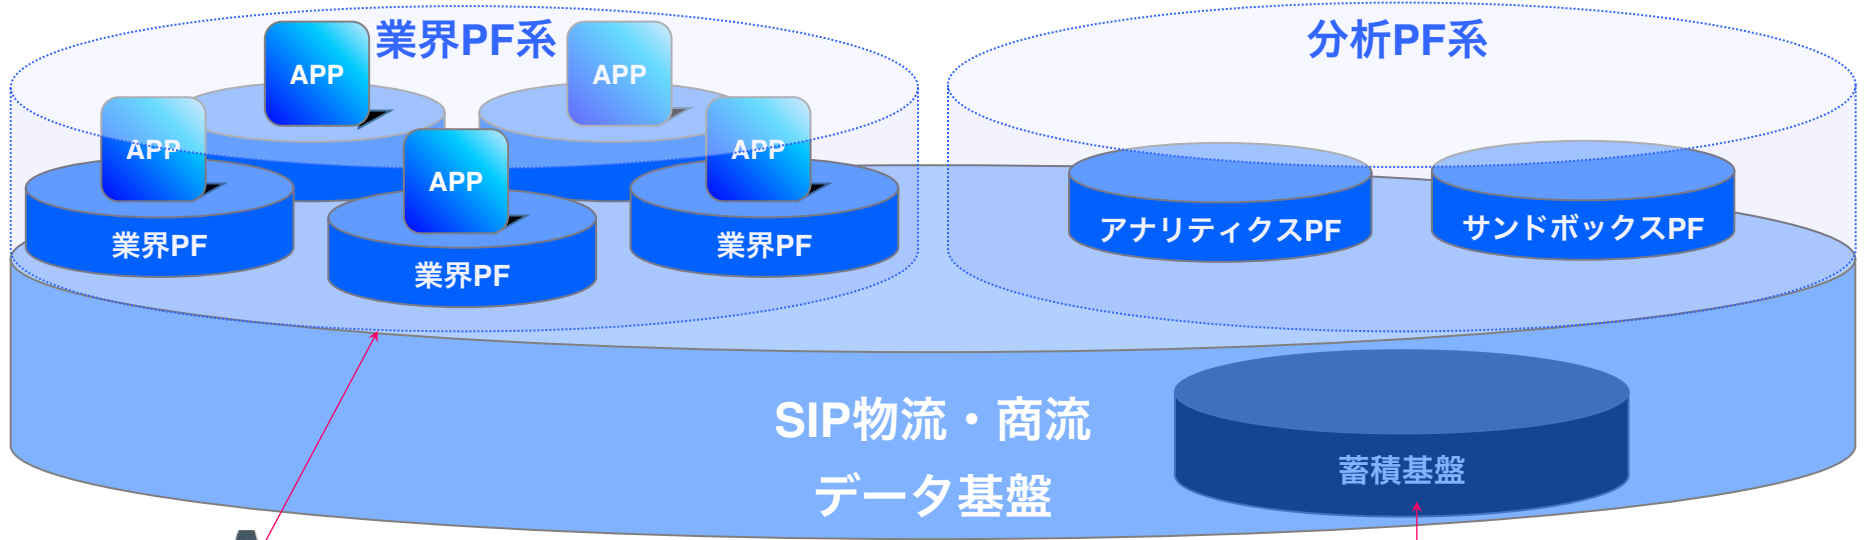 業界PF系
分析PF系
APP
APP
APP
APP
APP
業界PF
業界PF
業界PF
アナリティクスPF
サンドボックスPF
SIP物流・商流
データ基盤
蓄積基盤